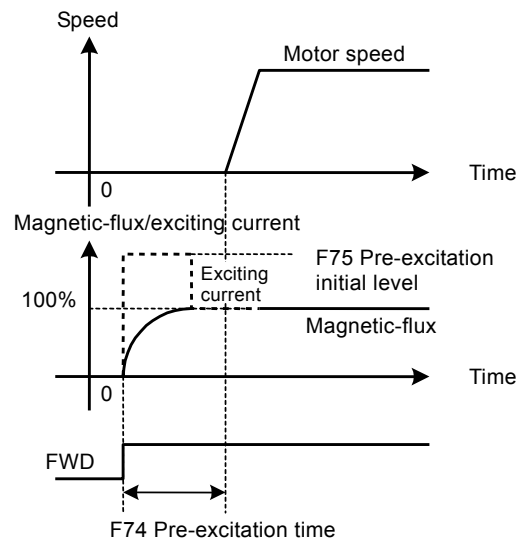 Speed
Motor speed
Time
0
Magnetic-flux/exciting current
F75 Pre-excitation
initial level
Exciting
current
100%
Magnetic-flux
Time
0
FWD
F74 Pre-excitation time